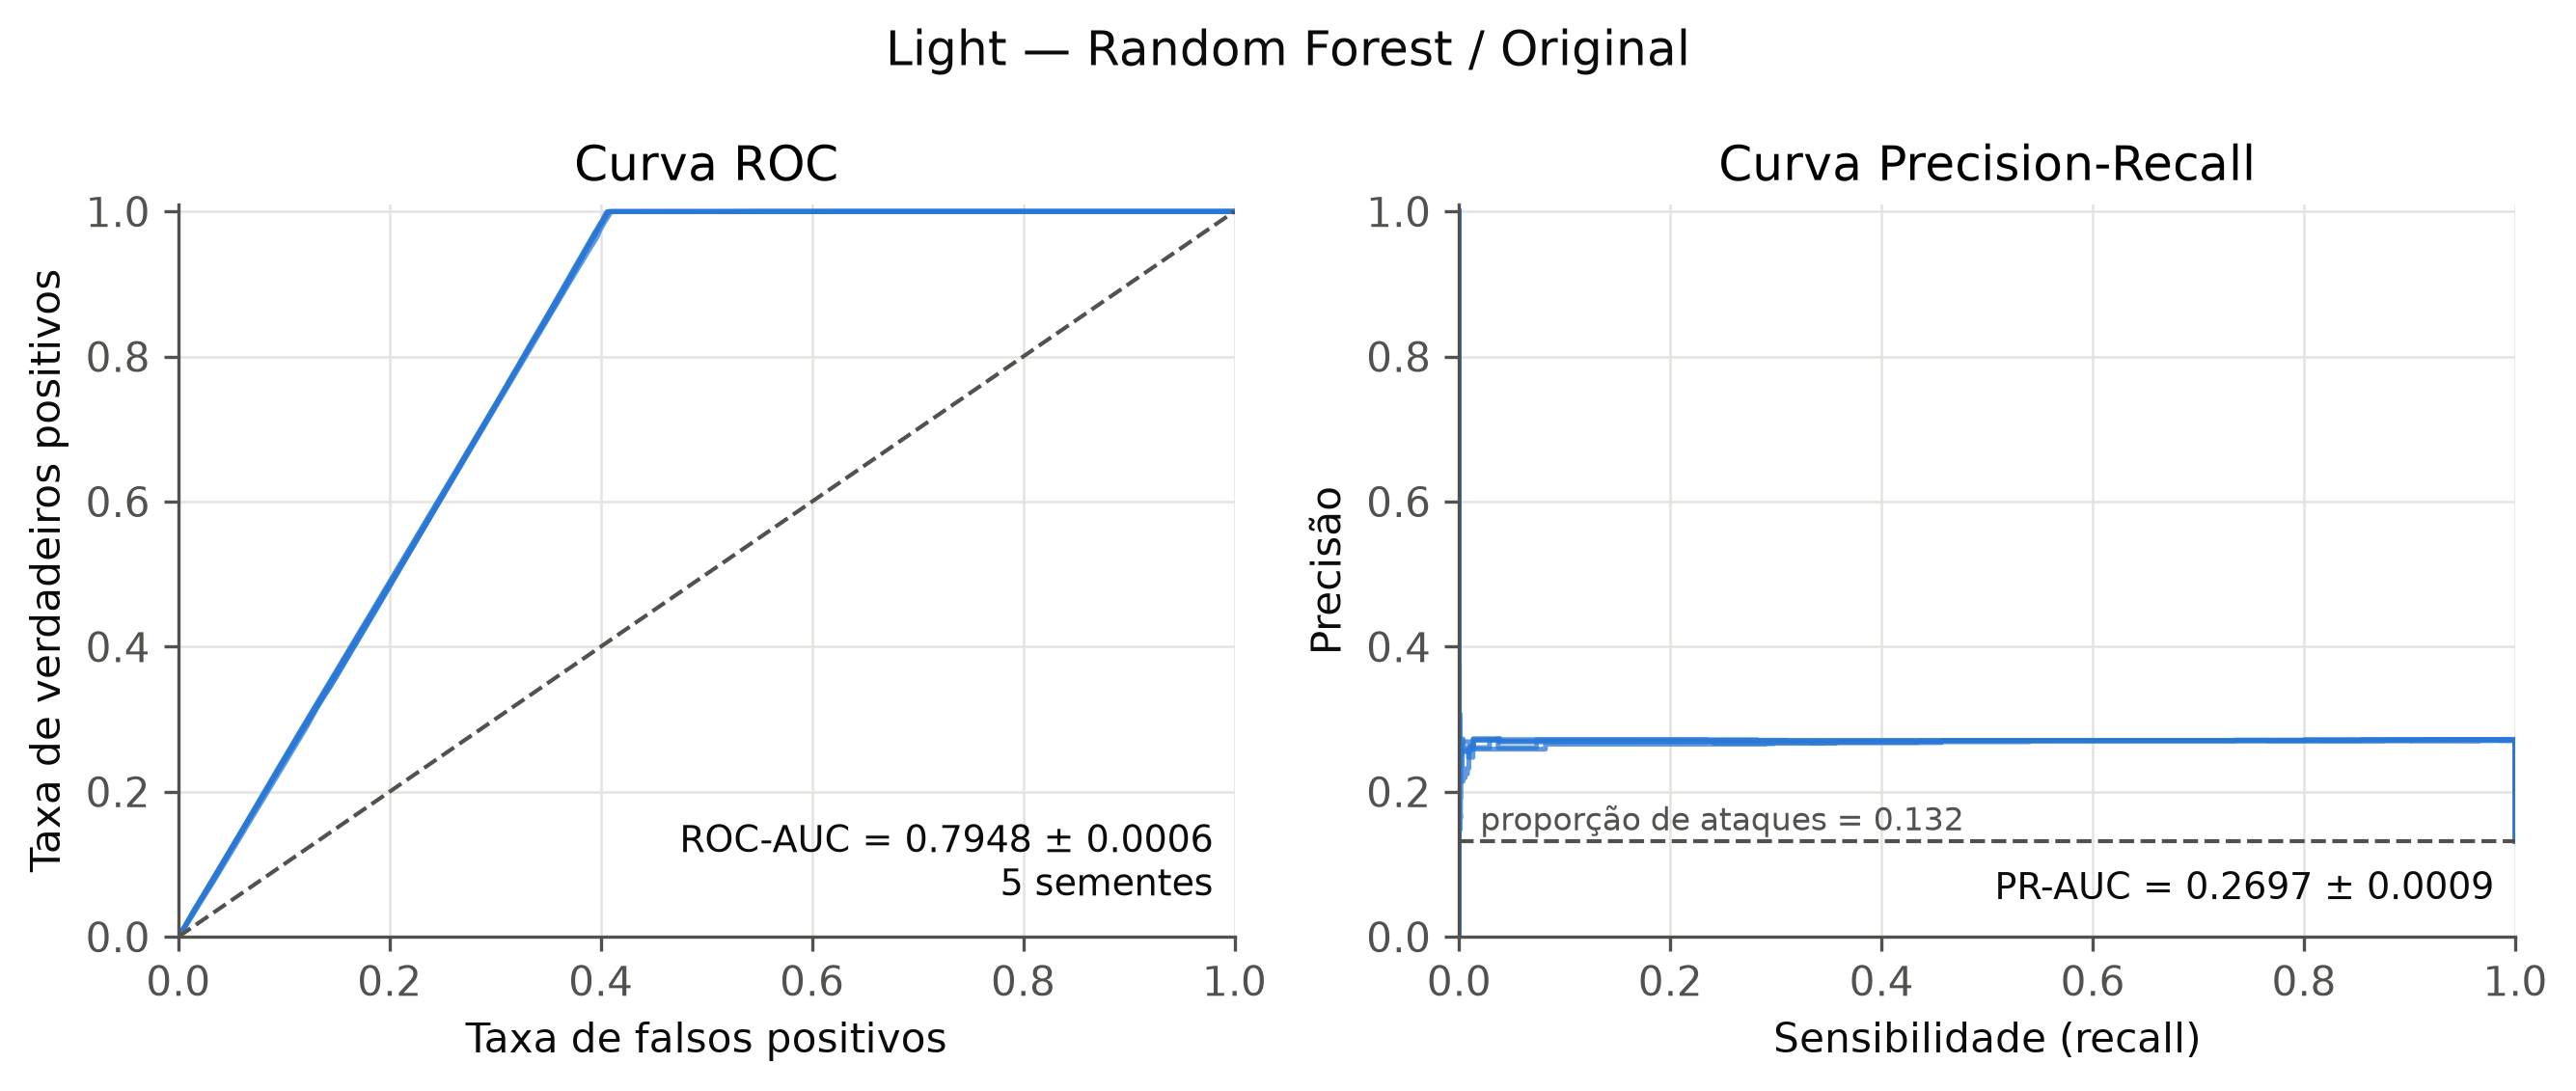 Light — Random Forest / Original
Curva ROC
Taxa de verdadeiros positivos
1.0
0.8
0.6
0.4
0.2
0.0
0.0 0.2 0.4 0.6 0.8 1.0
Taxa de falsos positivos
ROC-AUC = 0.7948 ± 0.0006
5 sementes
Curva Precision-Recall
Precisão
1.0
0.8
0.6
0.4
0.2
0.0
0.0 0.2 0.4 0.6 0.8 1.0
Sensibilidade (recall)
proporção de ataques = 0.132
PR-AUC = 0.2697 ± 0.0009